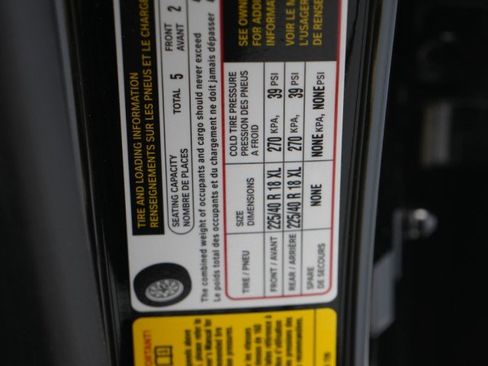 TIRE AND LOADING INFORMATION
RENSEIGNEMENTS SUR LES PNEUS ET LE CHARGE
SEATING CAPACITY
NOMBRE DE PLACES
TOTAL 5
FRONT
AVANT 2
The combined weight of occupants and cargo should never exceed
Le poids total des occupants et du chargement ne doit jamais dépasser
TIRE / PNEU
SIZE
DIMENSIONS
COLD TIRE PRESSURE
PRESSION DES PNEUS
A FROID
FRONT / AVANT 225/40 R 18 XL 270 KPA, 39 PSI
REAR / ARRIÈRE 225/40 R 18 XL 270 KPA, 39 PSI
SPARE
DE SECOURS
NONE NONE KPA, NONE PSI
SEE OWNE
FOR ADDI
INFORMA
VOIR LE M
L'USAGER
DE RENSE
PORTANT!